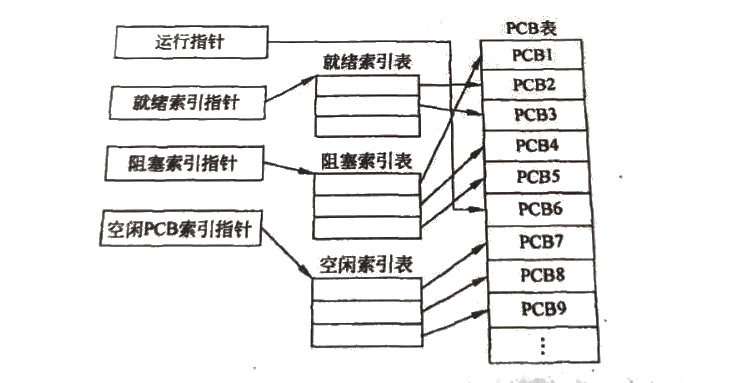 运行指针
就绪索引指针
阻塞索引指针
空闲PCB索引指针
就绪索引表
阻塞索引表
空闲索引表
PCB表
PCB1
PCB2
PCB3
PCB4
PCB5
PCB6
PCB7
PCB8
PCB9
⋮